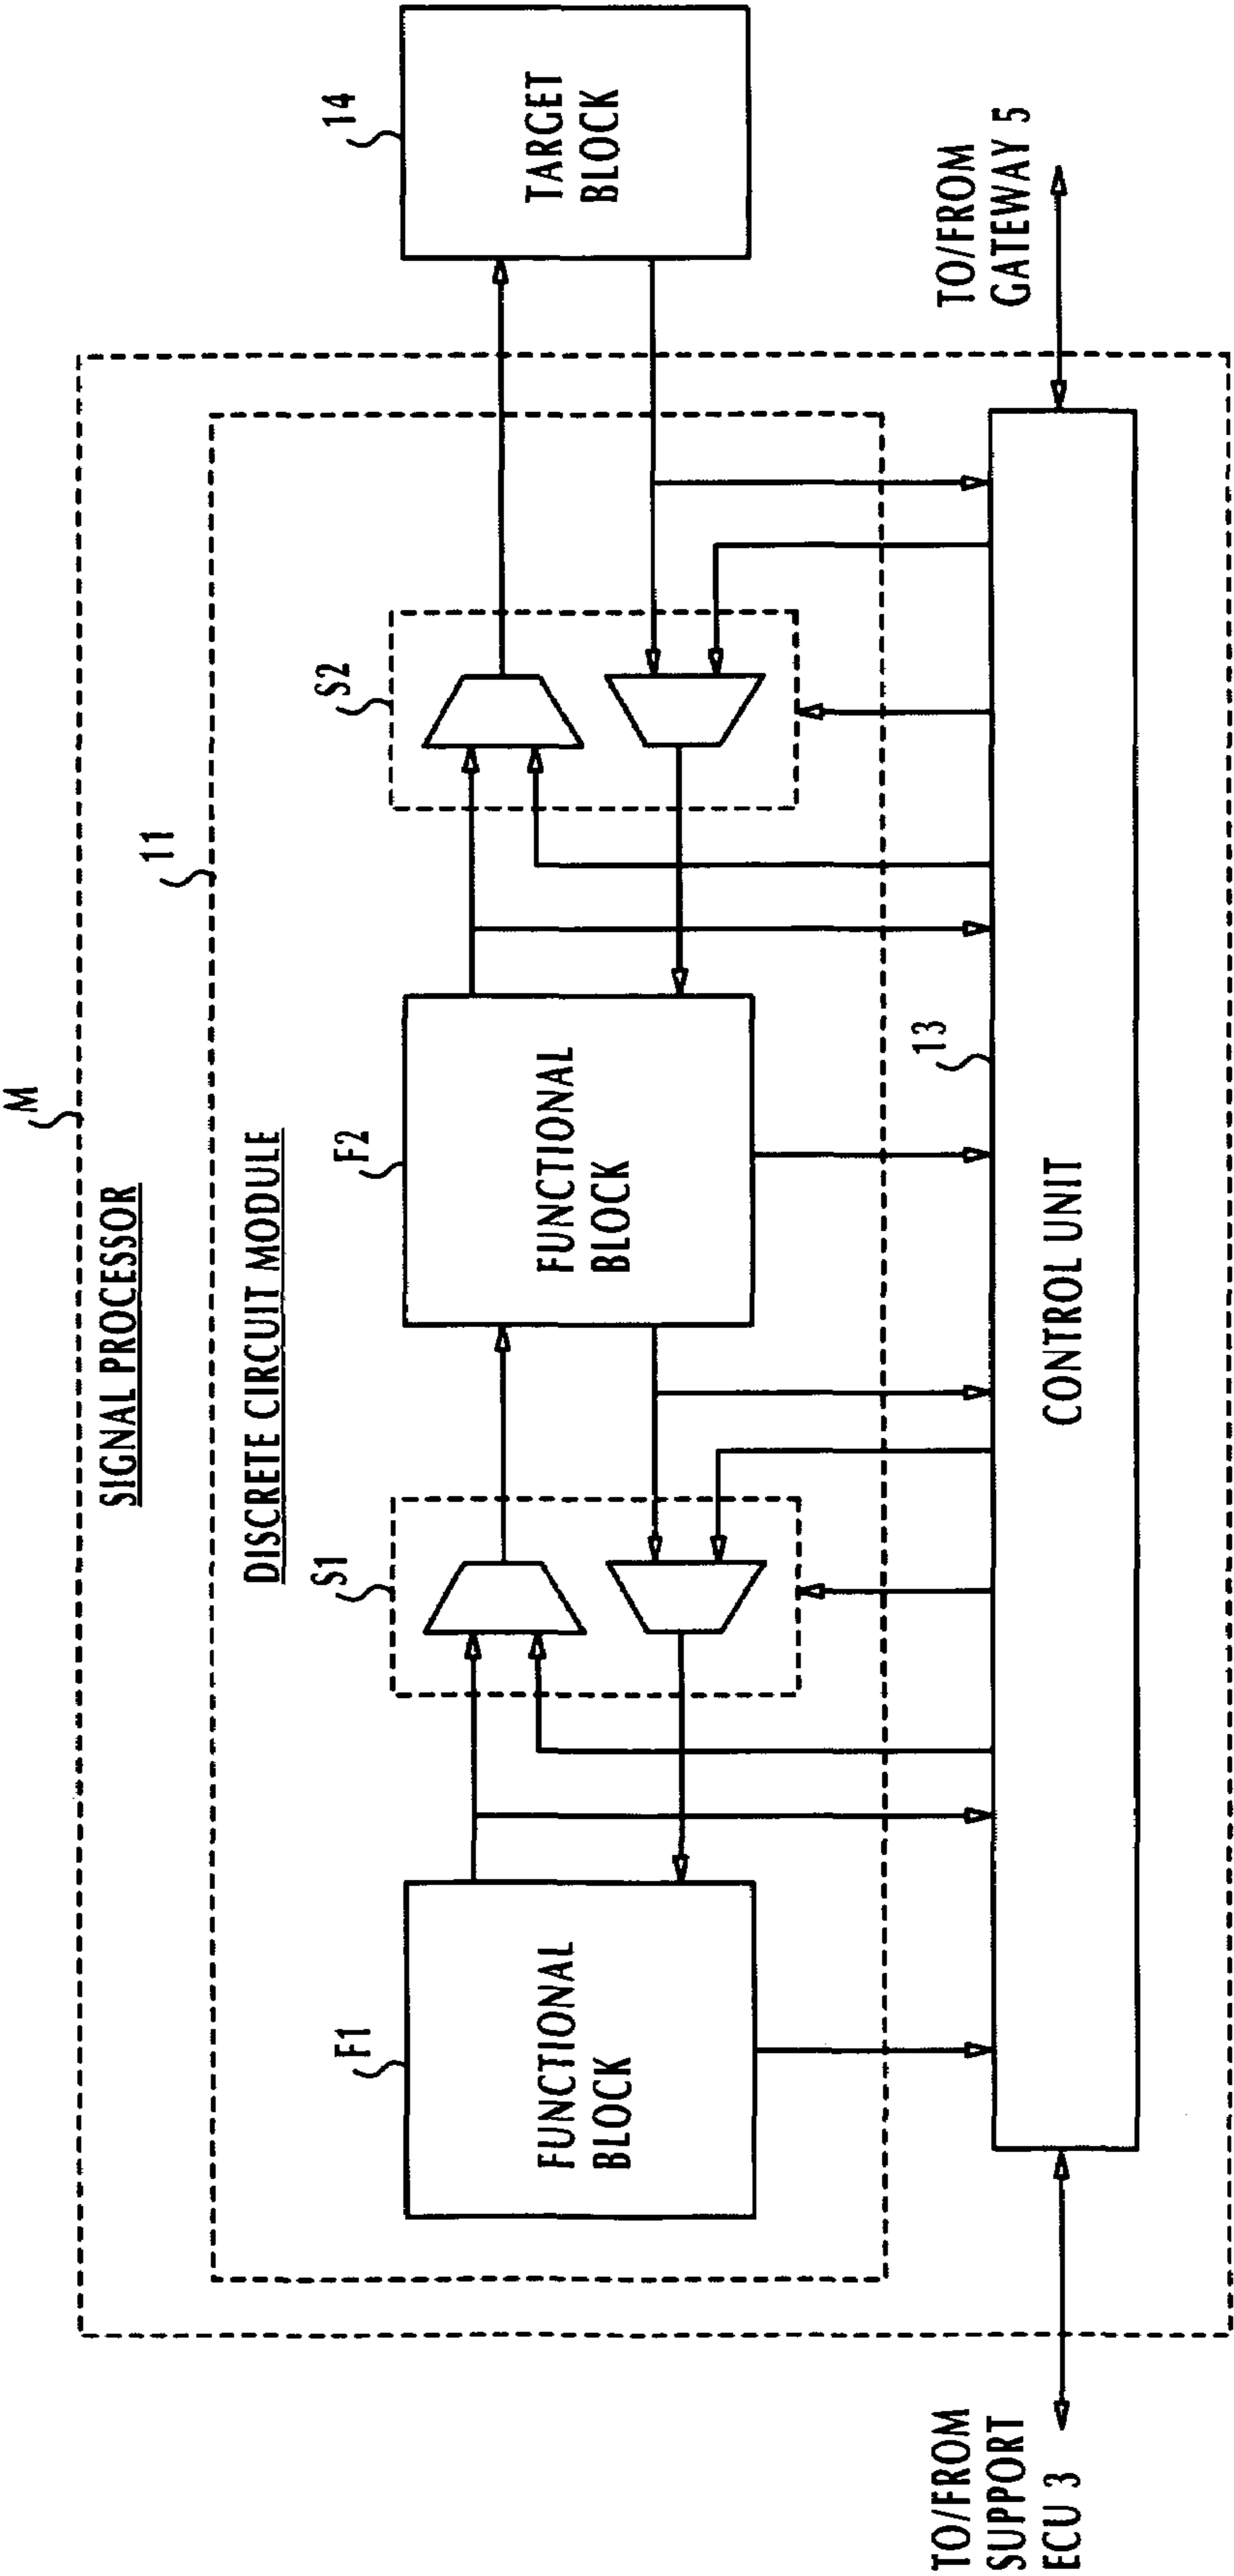 M
SIGNAL PROCESSOR
11
DISCRETE CIRCUIT MODULE
F1
FUNCTIONAL
BLOCK
S1
F2
FUNCTIONAL
BLOCK
S2
14
TARGET
BLOCK
13
CONTROL UNIT
TO/FROM
SUPPORT
ECU 3
TO/FROM
GATEWAY 5